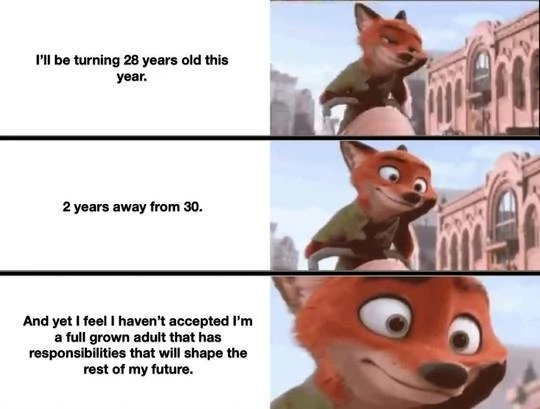 I'll be turning 28 years old this
year.
2 years away from 30.
And yet I feel I haven't accepted I'm
a full grown adult that has
responsibilities that will shape the
rest of my future.